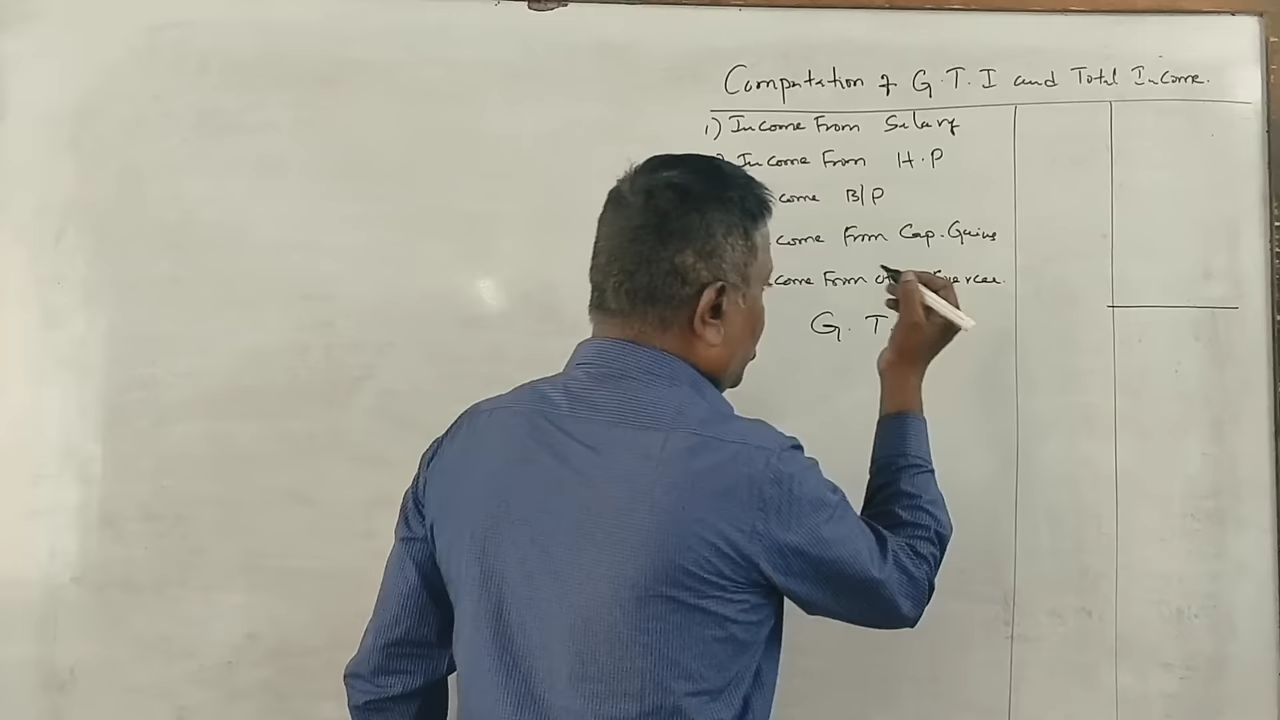 Computation of G.T.I and Total Income.
1) Income From Salary
Income From H.P
come B/P
come From Cap. Gains
come From
G. T